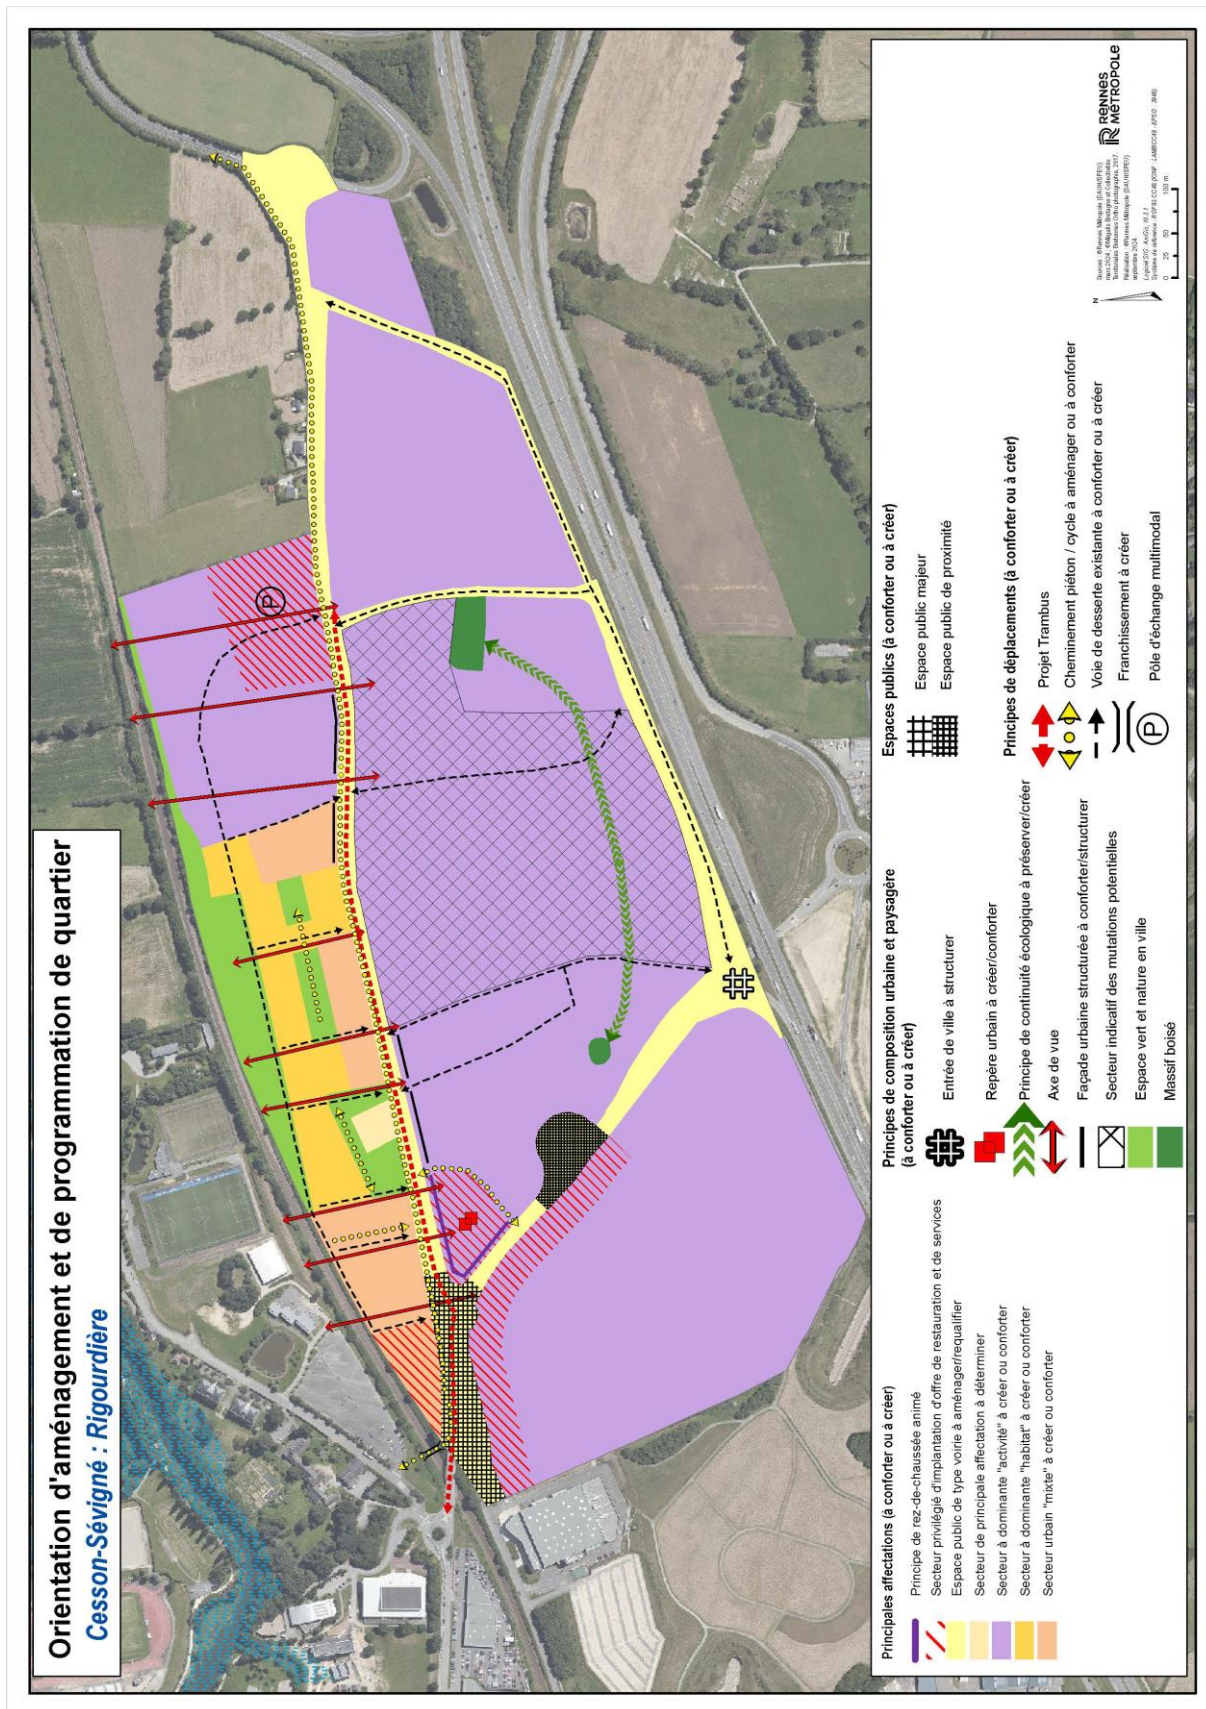 Orientation d'aménagement et de programmation de quartier
Cesson-Sévigné : Rigourdière
P
Principales affectations (à conforter ou à créer)
Principe de rez-de-chaussée animé
Secteur privilégié d'implantation d'offre de restauration et de services
Espace public de type voirie à aménager/requalifier
Secteur de principale affectation à déterminer
Secteur à dominante "activité" à créer ou conforter
Secteur à dominante "habitat" à créer ou conforter
Secteur urbain "mixte" à créer ou conforter
Principes de composition urbaine et paysagère
(à conforter ou à créer)
Entrée de ville à structurer
Repère urbain à créer/conforter
Principe de continuité écologique à préserver/créer
Axe de vue
Façade urbaine structurée à conforter/structurer
Secteur indicatif des mutations potentielles
Espace vert et nature en ville
Massif boisé
Espaces publics (à conforter ou à créer)
Espace public majeur
Espace public de proximité
Principes de déplacements (à conforter ou à créer)
Projet Trambus
Cheminement piéton / cycle à aménager ou à conforter
Voie de desserte existante à conforter ou à créer
Franchissement à créer
P
Pôle d'échange multimodal
N
0 25 50 100 m
RENNES
MÉTROPOLE